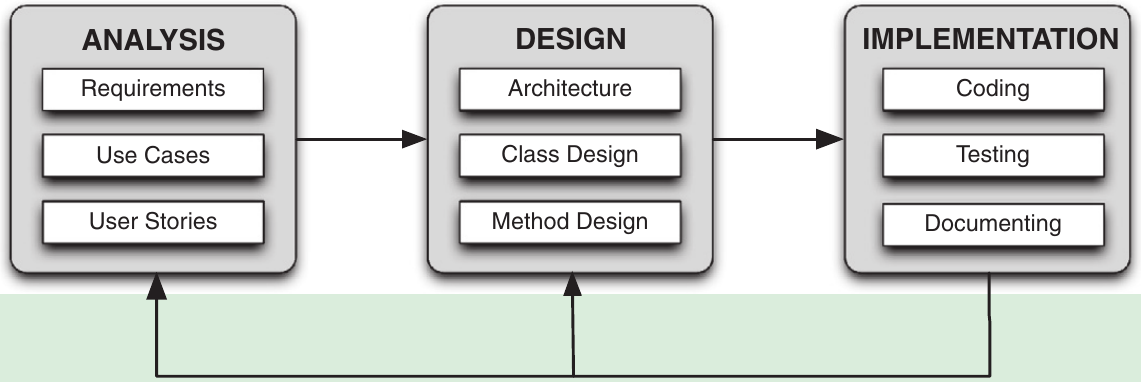 ANALYSIS
Requirements
Use Cases
User Stories
DESIGN
Architecture
Class Design
Method Design
IMPLEMENTATION
Coding
Testing
Documenting